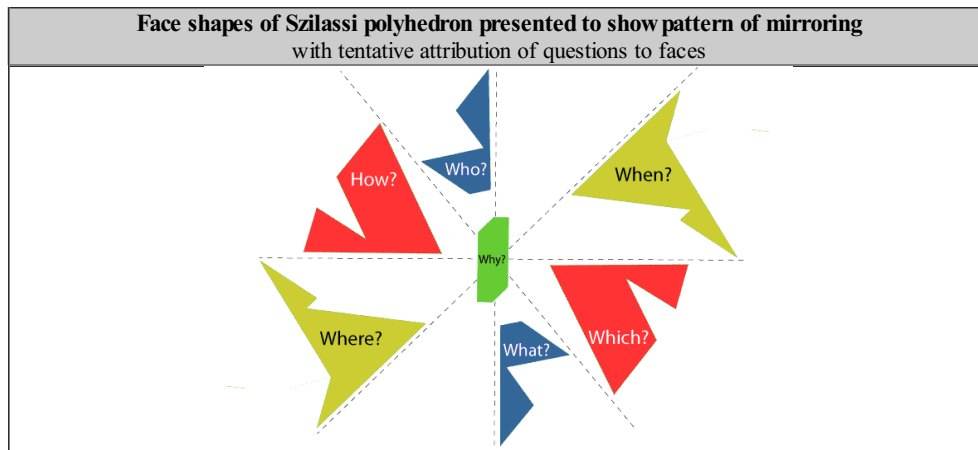 Face shapes of Szilassi polyhedron presented to show pattern of mirroring
with tentative attribution of questions to faces
Who?
How?
When?
Why?
Where?
What?
Which?